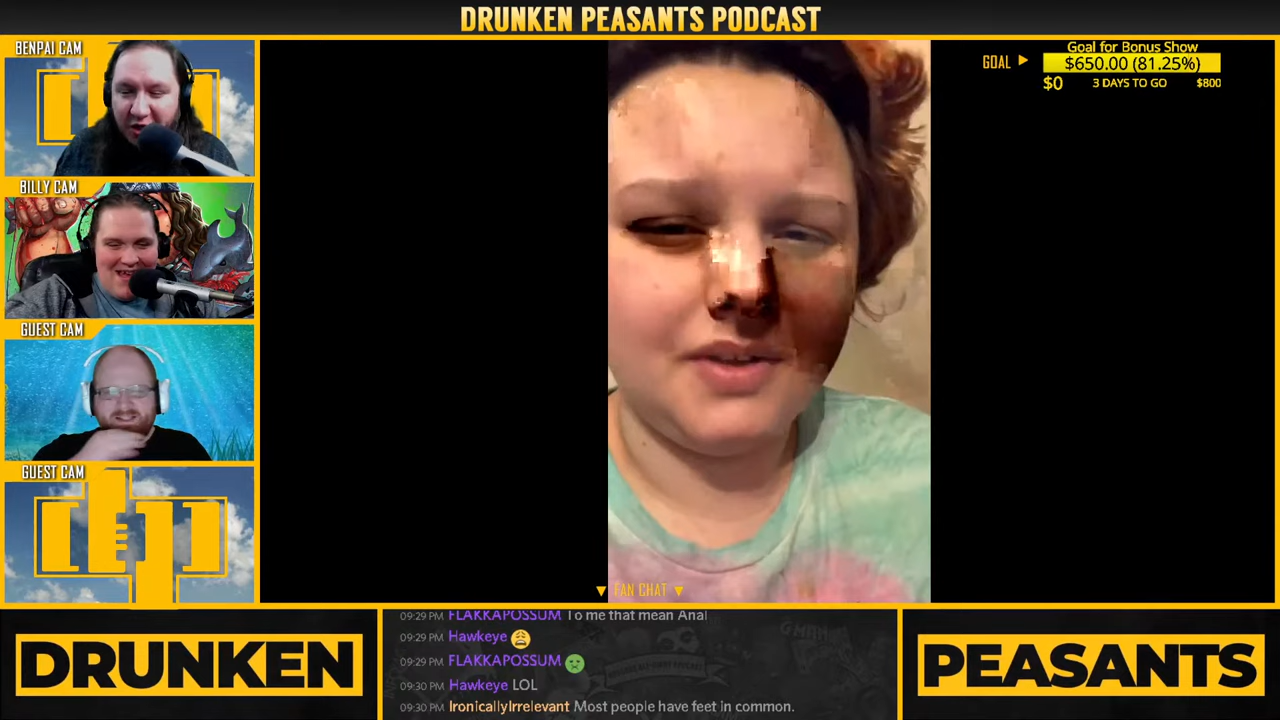 DRUNKEN PEASANTS PODCAST
BENPAI CAM
BILLY CAM
GUEST CAM
GUEST CAM
GOAL ▶
Goal for Bonus Show
$650.00 (81.25%)
$0 3 DAYS TO GO $800
▼ FAN CHAT ▼
09:29 PM FLAKKAPOSSUM To me that mean Anal
09:29 PM Hawkeye 😩
09:29 PM FLAKKAPOSSUM 🤢
09:30 PM Hawkeye LOL
09:30 PM IronicallyIrrelevant Most people have feet in common.
DRUNKEN
PEASANTS